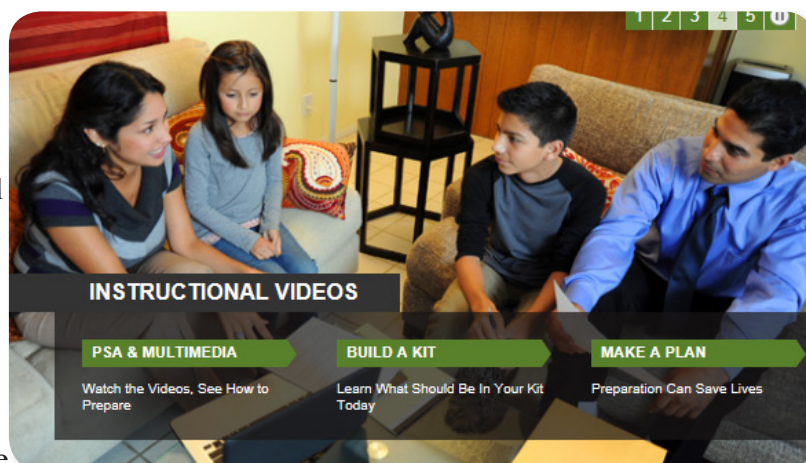 1 2 3 4 5
INSTRUCTIONAL VIDEOS
PSA & MULTIMEDIA
Watch the Videos, See How to
Prepare
BUILD A KIT
Learn What Should Be In Your Kit
Today
MAKE A PLAN
Preparation Can Save Lives